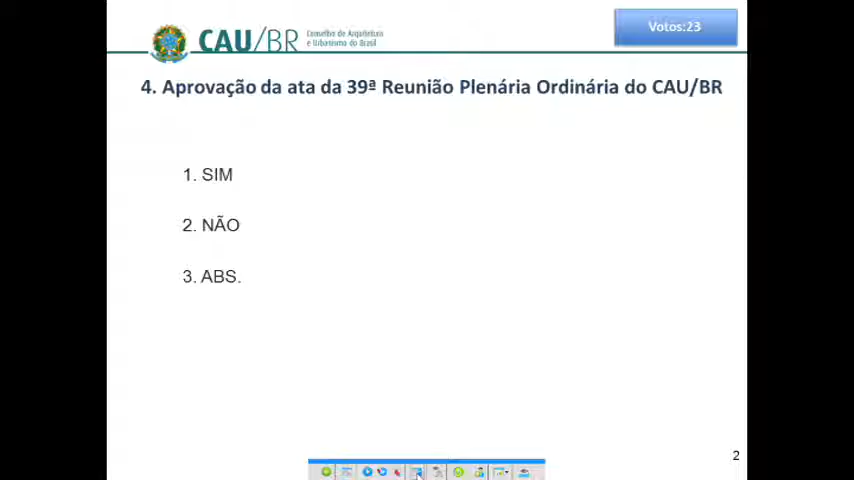 CAU/BR
Conselho de Arquitetura
e Urbanismo do Brasil
Votos:23
4. Aprovação da ata da 39ª Reunião Plenária Ordinária do CAU/BR
1. SIM
2. NÃO
3. ABS.
2